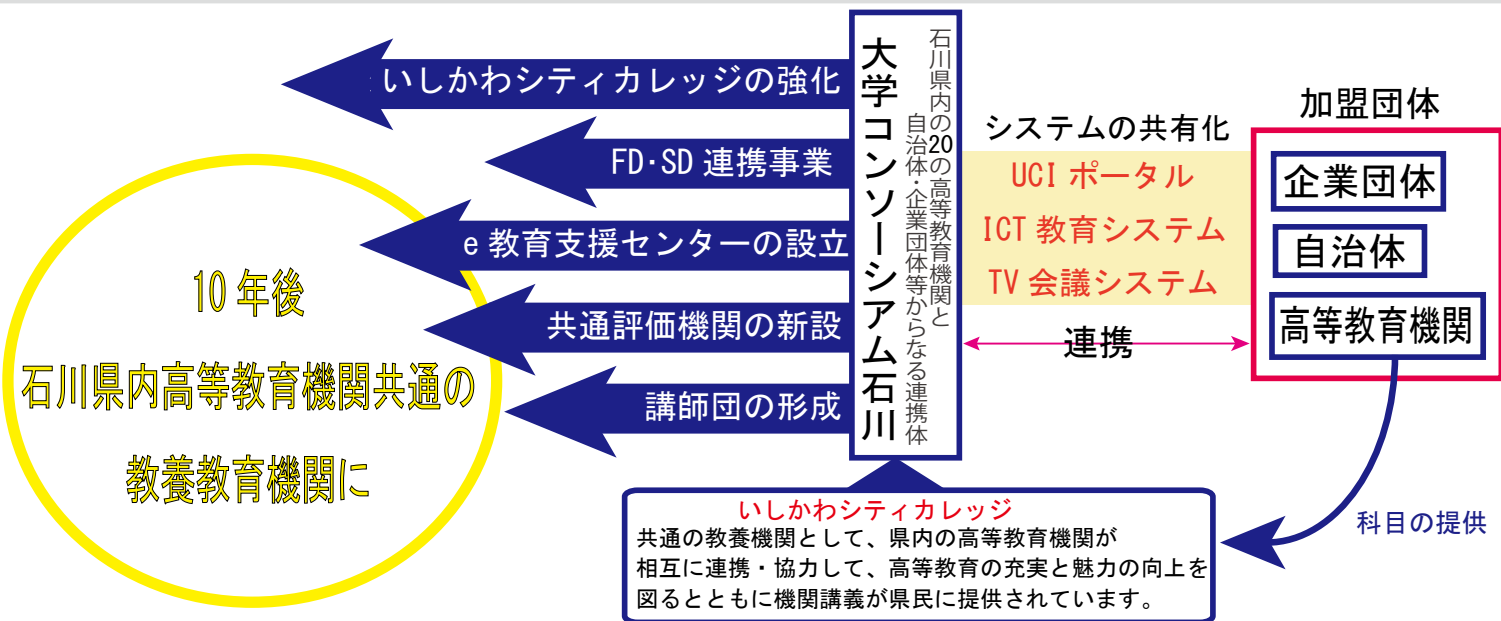 いしかわシティカレッジの強化
FD・SD 連携事業
e 教育支援センターの設立
共通評価機関の新設
講師団の形成
10 年後
石川県内高等教育機関共通の
教養教育機関に
大学コンソーシアム石川
石川県内の20の高等教育機関と
自治体・企業団体等からなる連携体
システムの共有化
UCI ポータル
ICT 教育システム
TV 会議システム
連携
加盟団体
企業団体
自治体
高等教育機関
科目の提供
いしかわシティカレッジ
共通の教養機関として、県内の高等教育機関が
相互に連携・協力して、高等教育の充実と魅力の向上を
図るとともに機関講義が県民に提供されています。